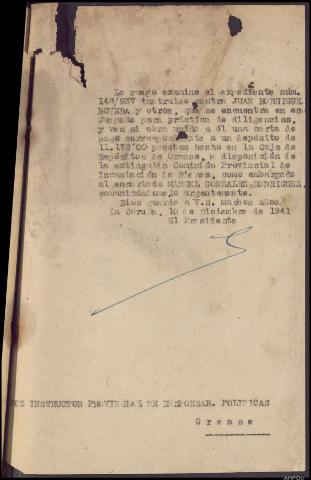 Le ruego examine el expediente núm.
148/937 instruido contra JUAN RODRIGUE
BOVEDA y otros, que se encuentra en ese
Juzgado para práctica de diligencias,
y vea si obra unido a él una carta de
pago correspondiente a un depósito de
11.178'00 pesetas hecho en la Caja de
Depósitos de Orense, a disposición de
la extinguida Comisión Provincial de
Incautación de Bienes, como embargado
al encartado MANUEL GONZALEZ RODRIGUEZ,
comunicándomelo urgentemente.
Dios guarde a V.S. muchos años.
La Coruña, 10 de Diciembre de 1941
El Presidente
UEZ INSTRUCTOR PROVINCIAL DE RESPONSAB. POLITICAS
Orense